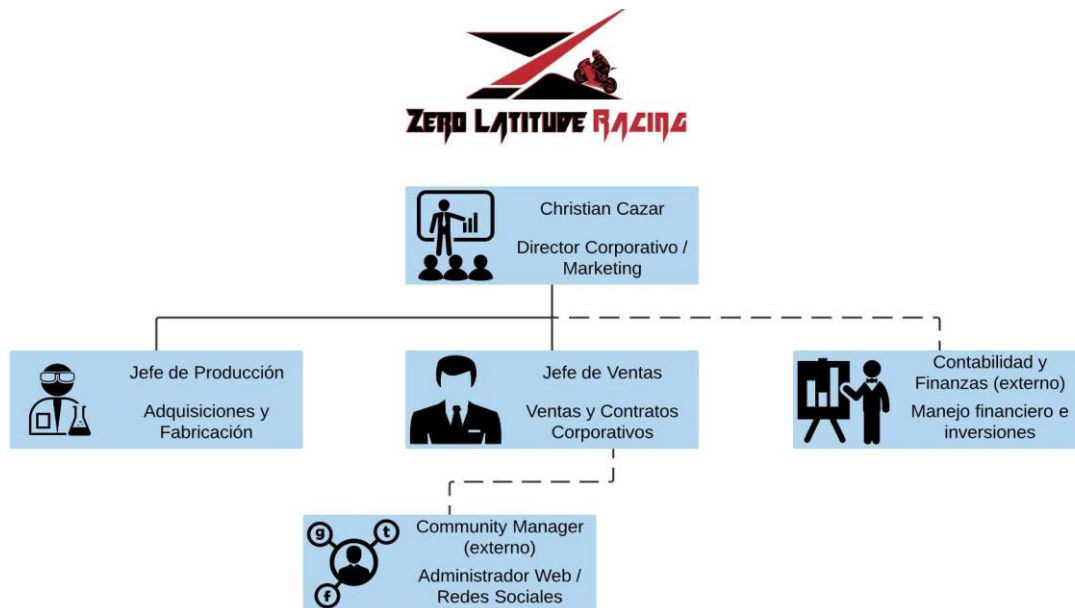 ZERO LATITUDE RACING
Christian Cazar
Director Corporativo /
Marketing
Jefe de Producción
Adquisiciones y
Fabricación
Jefe de Ventas
Ventas y Contratos
Corporativos
Contabilidad y
Finanzas (externo)
Manejo financiero e
inversiones
g
t
f
Community Manager
(externo)
Administrador Web /
Redes Sociales